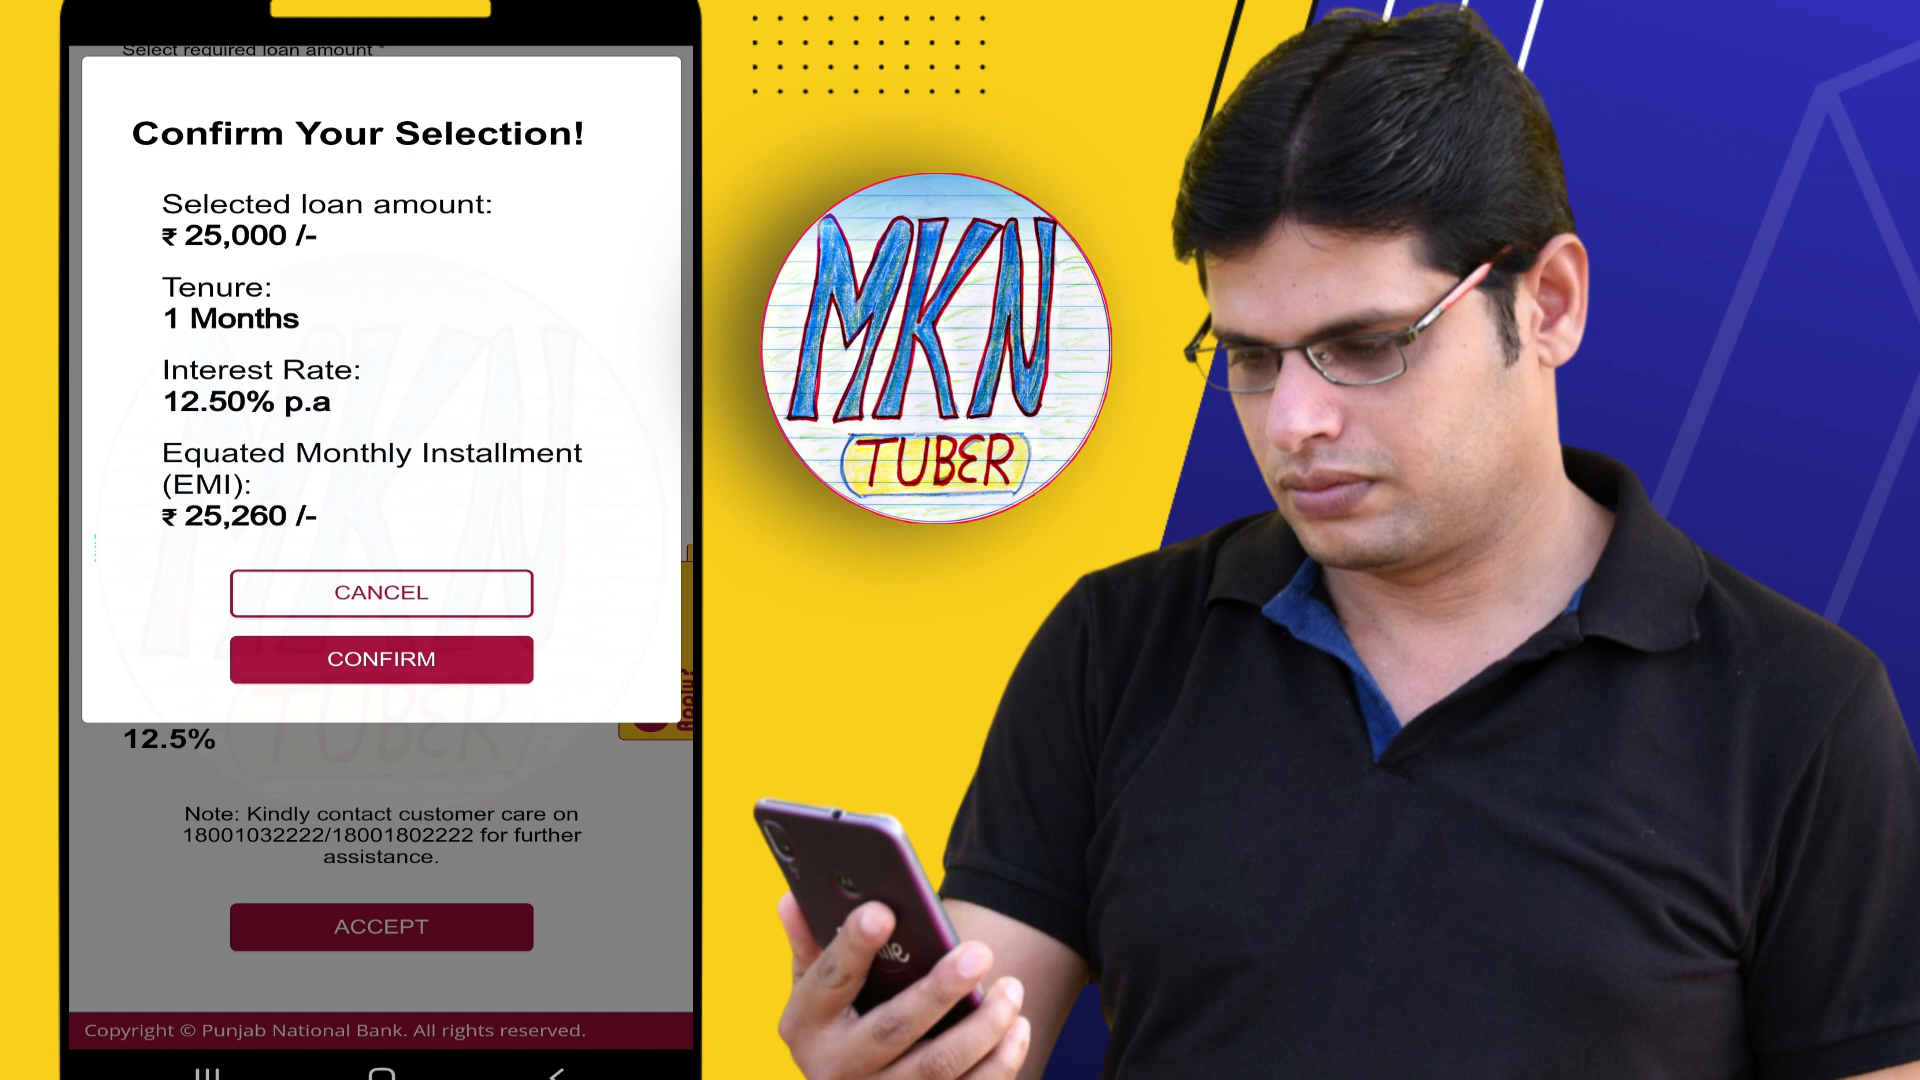 Select required loan amount *
Confirm Your Selection!
Selected loan amount:
₹ 25,000 /-
Tenure:
1 Months
Interest Rate:
12.50% p.a
Equated Monthly Installment
(EMI):
₹ 25,260 /-
CANCEL
CONFIRM
12.5%
Note: Kindly contact customer care on
18001032222/18001802222 for further
assistance.
ACCEPT
Copyright © Punjab National Bank. All rights reserved.
MKN
TUBER